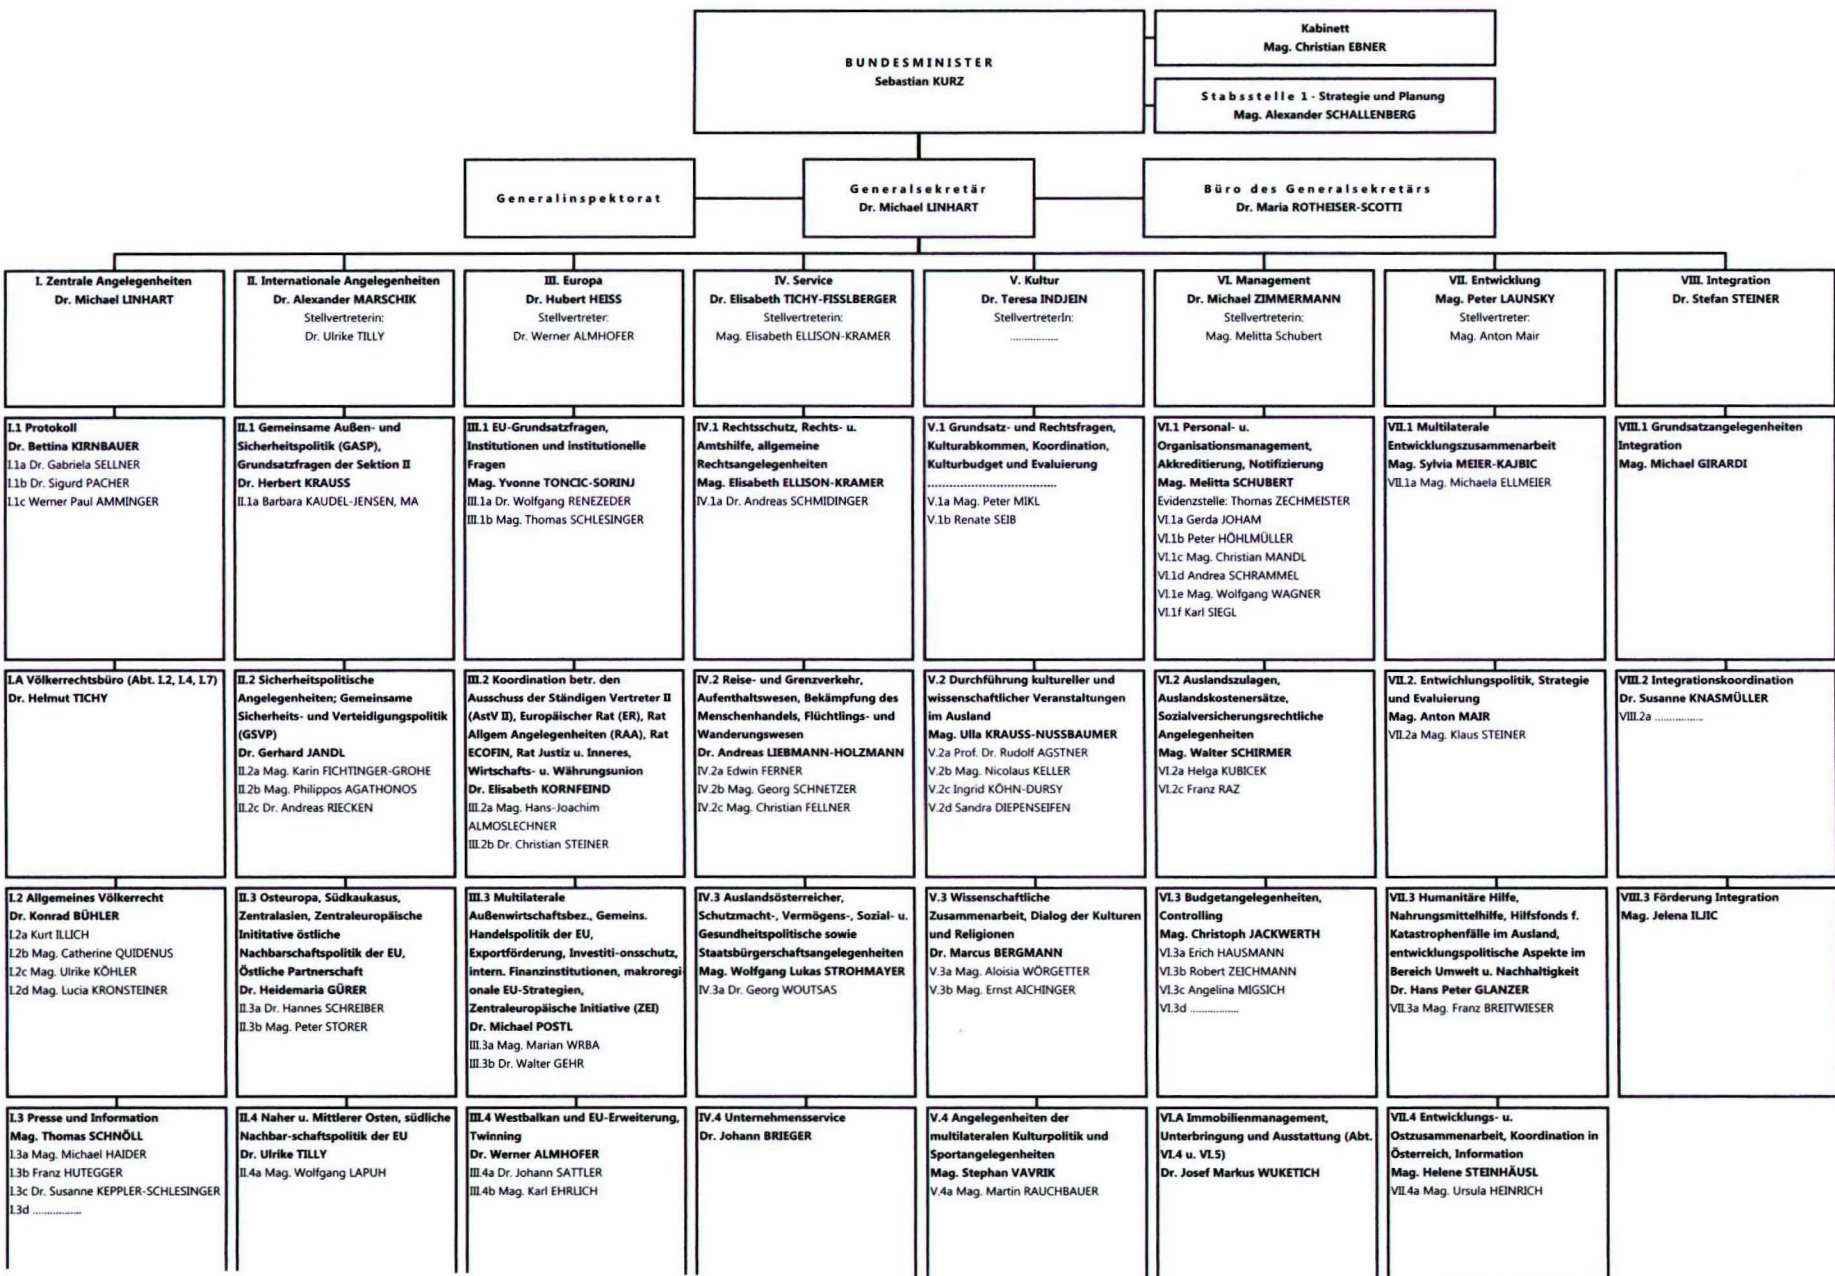 Kabinett
Mag. Christian EBNER
BUNDESMINISTER
Sebastian KURZ
Stabsstelle 1 - Strategie und Planung
Mag. Alexander SCHALLENBERG
Generalinspektorat
Generalsekretär
Dr. Michael LINHART
Büro des Generalsekretärs
Dr. Maria ROTHEISER-SCOTTI
I. Zentrale Angelegenheiten
Dr. Michael LINHART
II. Internationale Angelegenheiten
Dr. Alexander MARSCHIK
Stellvertreterin:
Dr. Ulrike TILLY
III. Europa
Dr. Hubert HEISS
Stellvertreter:
Dr. Werner ALMHOFER
IV. Service
Dr. Elisabeth TICHY-FISSLBERGER
Stellvertreterin:
Mag. Elisabeth ELLISON-KRAMER
V. Kultur
Dr. Teresa INDJEIN
StellvertreterIn:
.................
VI. Management
Dr. Michael ZIMMERMANN
Stellvertreterin:
Mag. Melitta Schubert
VII. Entwicklung
Mag. Peter LAUNSKY
Stellvertreter:
Mag. Anton Mair
VIII. Integration
Dr. Stefan STEINER
I.1 Protokoll
Dr. Bettina KIRNBAUER
I.1a Dr. Gabriela SELLNER
I.1b Dr. Sigurd PACHER
I.1c Werner Paul AMMINGER
II.1 Gemeinsame Außen- und
Sicherheitspolitik (GASP),
Grundsatzfragen der Sektion II
Dr. Herbert KRAUSS
II.1a Barbara KAUDEL-JENSEN, MA
III.1 EU-Grundsatzfragen,
Institutionen und institutionelle
Fragen
Mag. Yvonne TONCIC-SORINJ
III.1a Dr. Wolfgang RENEZEDER
III.1b Mag. Thomas SCHLESINGER
IV.1 Rechtsschutz, Rechts- u.
Amtshilfe, allgemeine
Rechtsangelegenheiten
Mag. Elisabeth ELLISON-KRAMER
IV.1a Dr. Andreas SCHMIDINGER
V.1 Grundsatz- und Rechtsfragen,
Kulturabkommen, Koordination,
Kulturbudget und Evaluierung
..................................
V.1a Mag. Peter MIKL
V.1b Renate SEIB
VI.1 Personal- u.
Organisationsmanagement,
Akkreditierung, Notifizierung
Mag. Melitta SCHUBERT
Evidenzstelle: Thomas ZECHMEISTER
VI.1a Gerda JOHAM
VI.1b Peter HÖHLMÜLLER
VI.1c Mag. Christian MANDL
VI.1d Andrea SCHRAMMEL
VI.1e Mag. Wolfgang WAGNER
VI.1f Karl SIEGL
VII.1 Multilaterale
Entwicklungszusammenarbeit
Mag. Sylvia MEIER-KAJBIC
VII.1a Mag. Michaela ELLMEIER
VIII.1 Grundsatzangelegenheiten
Integration
Mag. Michael GIRARDI
I.A Völkerrechtsbüro (Abt. I.2, I.4, I.7)
Dr. Helmut TICHY
II.2 Sicherheitspolitische
Angelegenheiten; Gemeinsame
Sicherheits- und Verteidigungspolitik
(GSVP)
Dr. Gerhard JANDL
II.2a Mag. Karin FICHTINGER-GROHE
II.2b Mag. Philippos AGATHONOS
II.2c Dr. Andreas RIECKEN
III.2 Koordination betr. den
Ausschuss der Ständigen Vertreter II
(AstV II), Europäischer Rat (ER), Rat
Allgem Angelegenheiten (RAA), Rat
ECOFIN, Rat Justiz u. Inneres,
Wirtschafts- u. Währungsunion
Dr. Elisabeth KORNFEIND
III.2a Mag. Hans-Joachim
ALMOSLECHNER
III.2b Dr. Christian STEINER
IV.2 Reise- und Grenzverkehr,
Aufenthaltswesen, Bekämpfung des
Menschenhandels, Flüchtlings- und
Wanderungswesen
Dr. Andreas LIEBMANN-HOLZMANN
IV.2a Edwin FERNER
IV.2b Mag. Georg SCHNETZER
IV.2c Mag. Christian FELLNER
V.2 Durchführung kultureller und
wissenschaftlicher Veranstaltungen
im Ausland
Mag. Ulla KRAUSS-NUSSBAUMER
V.2a Prof. Dr. Rudolf AGSTNER
V.2b Mag. Nicolaus KELLER
V.2c Ingrid KÖHN-DURSY
V.2d Sandra DIEPENSEIFEN
VI.2 Auslandszulagen,
Auslandskostenersätze,
Sozialversicherungsrechtliche
Angelegenheiten
Mag. Walter SCHIRMER
VI.2a Helga KUBICEK
VI.2c Franz RAZ
VII.2. Entwichlungspolitik, Strategie
und Evaluierung
Mag. Anton MAIR
VII.2a Mag. Klaus STEINER
VIII.2 Integrationskoordination
Dr. Susanne KNASMÜLLER
VIII.2a .................
I.2 Allgemeines Völkerrecht
Dr. Konrad BÜHLER
I.2a Kurt ILLICH
I.2b Mag. Catherine QUIDENUS
I.2c Mag. Ulrike KÖHLER
I.2d Mag. Lucia KRONSTEINER
II.3 Osteuropa, Südkaukasus,
Zentralasien, Zentraleuropäische
Inititative östliche
Nachbarschaftspolitik der EU,
Östliche Partnerschaft
Dr. Heidemaria GÜRER
II.3a Dr. Hannes SCHREIBER
II.3b Mag. Peter STORER
III.3 Multilaterale
Außenwirtschaftsbez., Gemeins.
Handelspolitik der EU,
Exportförderung, Investiti-onsschutz,
intern. Finanzinstitutionen, makroregi-
onale EU-Strategien,
Zentraleuropäische Initiative (ZEI)
Dr. Michael POSTL
III.3a Mag. Marian WRBA
III.3b Dr. Walter GEHR
IV.3 Auslandsösterreicher,
Schutzmacht-, Vermögens-, Sozial- u.
Gesundheitspolitische sowie
Staatsbürgerschaftsangelegenheiten
Mag. Wolfgang Lukas STROHMAYER
IV.3a Dr. Georg WOUTSAS
V.3 Wissenschaftliche
Zusammenarbeit, Dialog der Kulturen
und Religionen
Dr. Marcus BERGMANN
V.3a Mag. Aloisia WÖRGETTER
V.3b Mag. Ernst AICHINGER
VI.3 Budgetangelegenheiten,
Controlling
Mag. Christoph JACKWERTH
VI.3a Erich HAUSMANN
VI.3b Robert ZEICHMANN
VI.3c Angelina MIGSICH
VI.3d .................
VII.3 Humanitäre Hilfe,
Nahrungsmittelhilfe, Hilfsfonds f.
Katastrophenfälle im Ausland,
entwicklungspolitische Aspekte im
Bereich Umwelt u. Nachhaltigkeit
Dr. Hans Peter GLANZER
VII.3a Mag. Franz BREITWIESER
VIII.3 Förderung Integration
Mag. Jelena ILJIC
I.3 Presse und Information
Mag. Thomas SCHNÖLL
I.3a Mag. Michael HAIDER
I.3b Franz HUTEGGER
I.3c Dr. Susanne KEPPLER-SCHLESINGER
I.3d .................
II.4 Naher u. Mittlerer Osten, südliche
Nachbar-schaftspolitik der EU
Dr. Ulrike TILLY
II.4a Mag. Wolfgang LAPUH
III.4 Westbalkan und EU-Erweiterung,
Twinning
Dr. Werner ALMHOFER
III.4a Dr. Johann SATTLER
III.4b Mag. Karl EHRLICH
IV.4 Unternehmensservice
Dr. Johann BRIEGER
V.4 Angelegenheiten der
multilateralen Kulturpolitik und
Sportangelegenheiten
Mag. Stephan VAVRIK
V.4a Mag. Martin RAUCHBAUER
VI.A Immobilienmanagement,
Unterbringung und Ausstattung (Abt.
VI.4 u. VI.5)
Dr. Josef Markus WUKETICH
VII.4 Entwicklungs- u.
Ostzusammenarbeit, Koordination in
Österreich, Information
Mag. Helene STEINHÄUSL
VII.4a Mag. Ursula HEINRICH